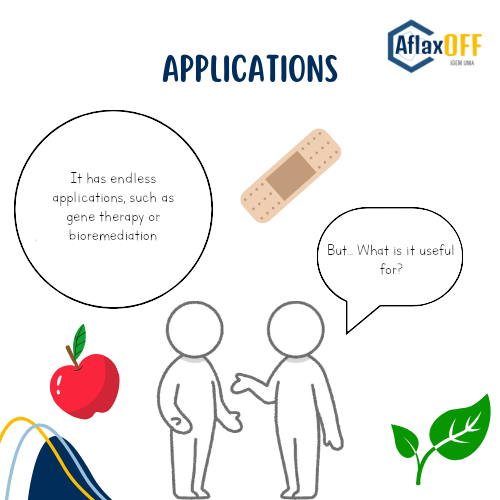 AflaxOFF
iGEM UMA
APPLICATIONS
It has endless
applications, such as
gene therapy or
bioremediation
But... What is it useful
for?